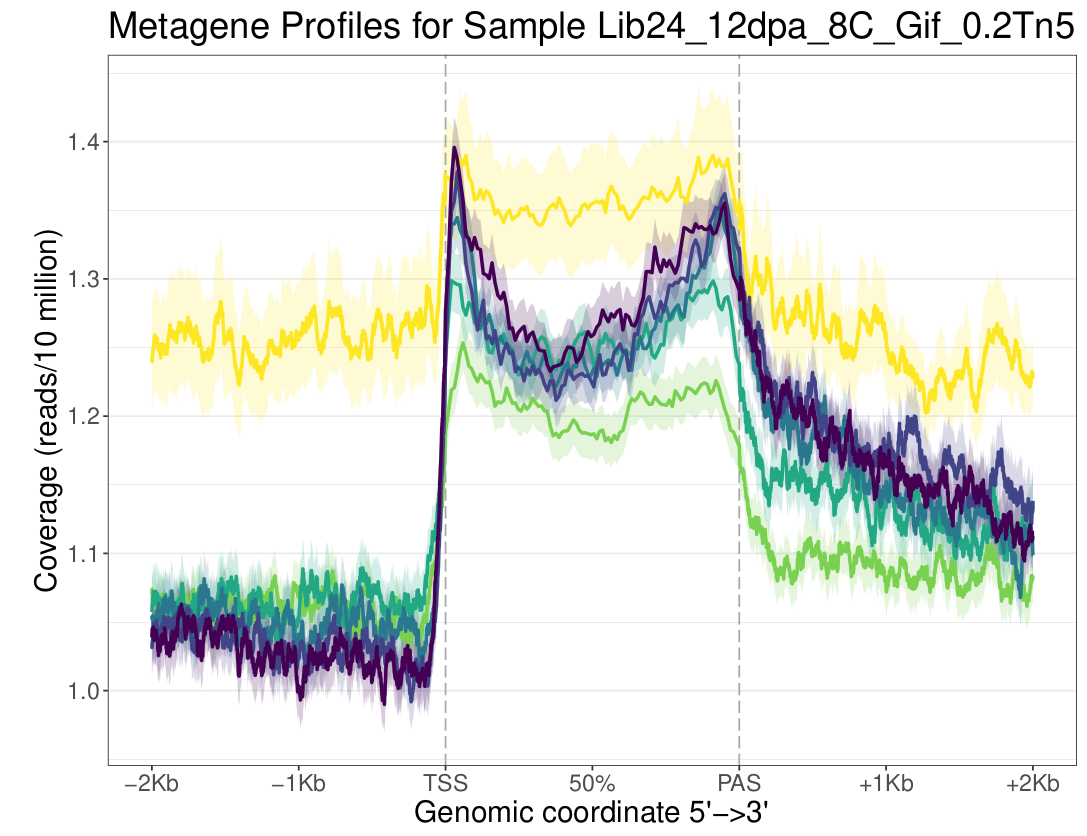 Metagene Profiles for Sample Lib24_12dpa_8C_Gif_0.2Tn5
Coverage (reads/10 million)
1.4
1.3
1.2
1.1
1.0
−2Kb −1Kb TSS 50% PAS +1Kb +2Kb
Genomic coordinate 5'−>3'